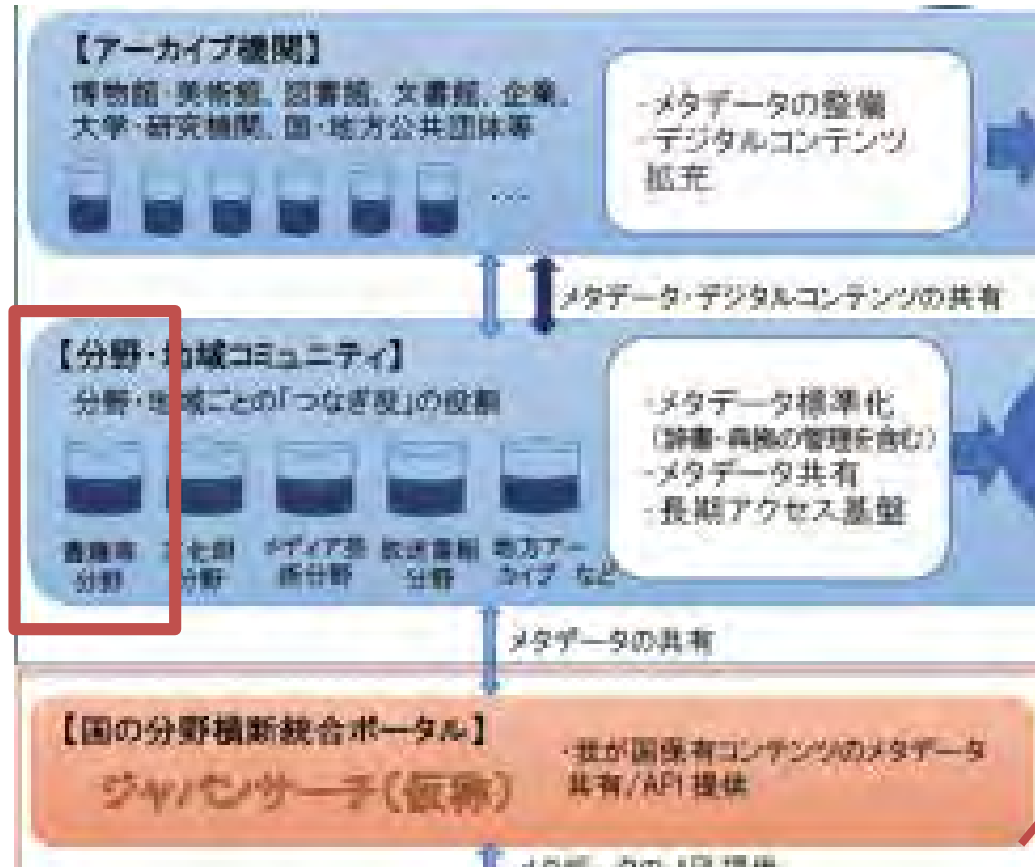 【アーカイブ機関】
博物館・美術館、図書館、文書館、企業、
大学・研究機関、国・地方公共団体等
・・・
・メタデータの整備
・デジタルコンテンツ
拡充
メタデータ・デジタルコンテンツの共有
【分野・地域コミュニティ】
分野・地域ごとの「つなぎ役」の役割
書籍等
分野
文化財
分野
メディア芸
術分野
放送番組
分野
地方アー
カイブ
など
・メタデータ標準化
(辞書・典拠の管理を含む)
・メタデータ共有
・長期アクセス基盤
メタデータの共有
【国の分野横断統合ポータル】
ジャパンサーチ(仮称)
・我が国保有コンテンツのメタデータ
共有/API 提供